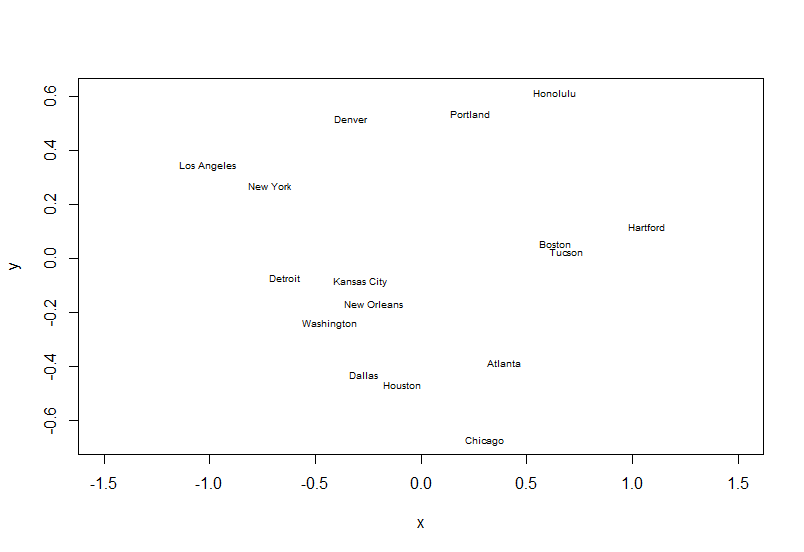 Honolulu
Portland
Denver
Los Angeles
New York
Hartford
Boston
Tucson
Detroit
Kansas City
New Orleans
Washington
Atlanta
Dallas
Houston
Chicago
0.6
0.4
0.2
0.0
-0.2
-0.4
-0.6
y
-1.5 -1.0 -0.5 0.0 0.5 1.0 1.5
x